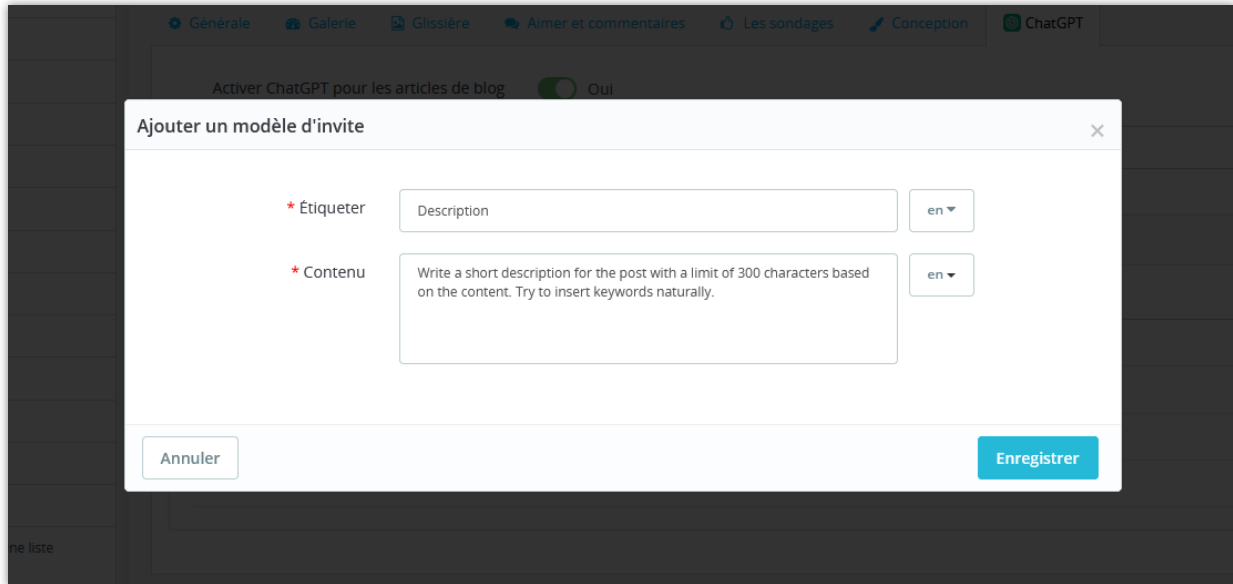 Générale Galerie Glissière Aimer et commentaires Les sondages Conception ChatGPT
Activer ChatGPT pour les articles de blog Oui
Ajouter un modèle d'invite ×
* Étiqueter Description en
* Contenu Write a short description for the post with a limit of 300 characters based en
on the content. Try to insert keywords naturally.
Annuler Enregistrer
ne liste